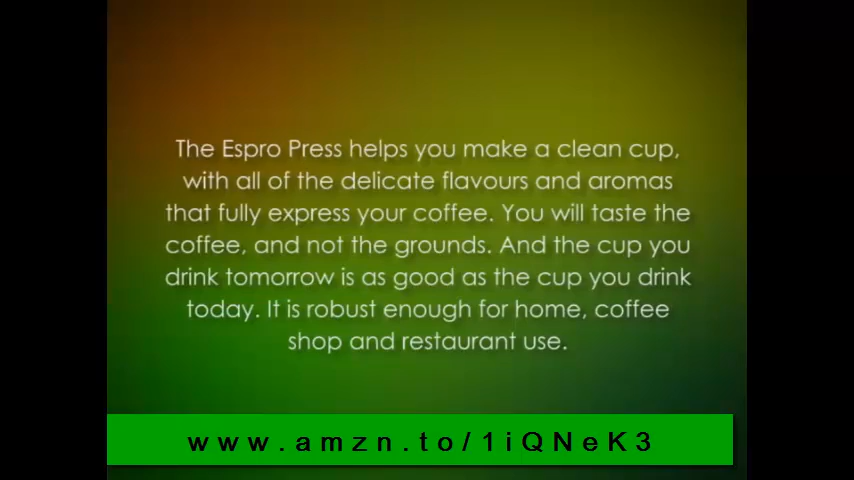 The Espro Press helps you make a clean cup,
with all of the delicate flavours and aromas
that fully express your coffee. You will taste the
coffee, and not the grounds. And the cup you
drink tomorrow is as good as the cup you drink
today. It is robust enough for home, coffee
shop and restaurant use.
www.amzn.to/1iQNeK3